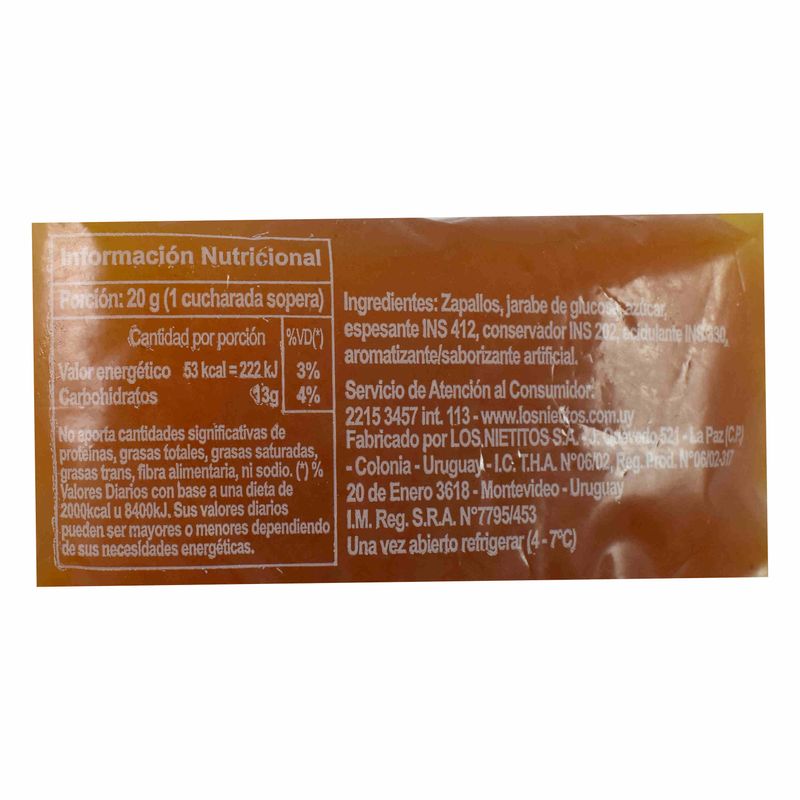 Información Nutricional
Porción: 20 g (1 cucharada sopera)
Cantidad por porción %VD(*)
Valor energético 53 kcal = 222 kJ 3%
Carbohidratos 13g 4%
No aporta cantidades significativas de
proteínas, grasas totales, grasas saturadas,
grasas trans, fibra alimentaria, ni sodio. (*) %
Valores Diarios con base a una dieta de
2000kcal u 8400kJ. Sus valores diarios
pueden ser mayores o menores dependiendo
de sus necesidades energéticas.
Ingredientes: Zapallos, jarabe de glucosa, azúcar,
espesante INS 412, conservador INS 202, acidulante INS 330,
aromatizante/saborizante artificial.
Servicio de Atención al Consumidor:
2215 3457 int. 113 - www.losnietitos.com.uy
Fabricado por LOS NIETITOS S.A. - J. 521 - La Paz (C.P.)
- Colonia - Uruguay - I.C. T.H.A. N°06/02, Reg. Prod. N°06/02-317
20 de Enero 3618 - Montevideo - Uruguay
I.M. Reg. S.R.A. N°7795/453
Una vez abierto refrigerar (4 - 7°C)